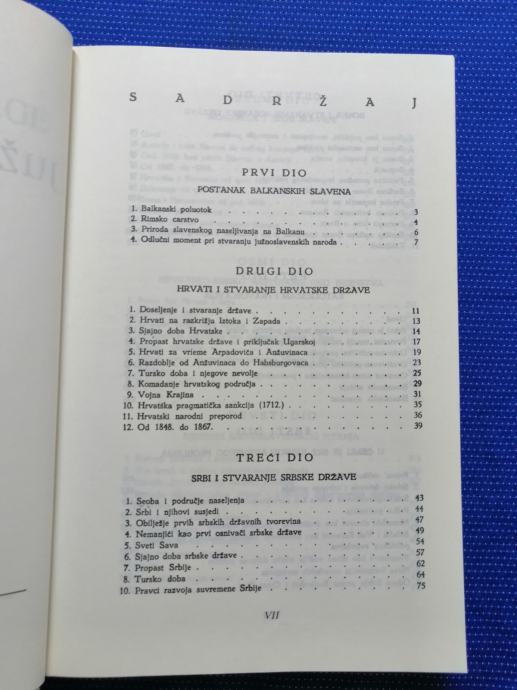 SADRŽAJ
PRVI DIO
POSTANAK BALKANSKIH SLAVENA
1. Balkanski poluotok . . . . . . . . . . 3
2. Rimsko carstvo . . . . . . . . . . 4
3. Priroda slavenskog naseljivanja na Balkanu . . . . . . 6
4. Odlučni moment pri stvaranju južnoslavenskih naroda . . . . . 7
DRUGI DIO
HRVATI I STVARANJE HRVATSKE DRŽAVE
1. Doseljenje i stvaranje države . . . . . . . . 11
2. Hrvati na razkrižju Iztoka i Zapada . . . . . . . 13
3. Sjajno doba Hrvatske . . . . . . . . . 14
4. Propast hrvatske države i priključak Ugarskoj . . . . . 17
5. Hrvati za vrieme Arpadovića i Anžuvinaca . . . . . 19
6. Razdoblje od Anžuvinaca do Habsburgovaca . . . . . 23
7. Tursko doba i njegove nevolje . . . . . . . 25
8. Komadanje hrvatskog područja . . . . . . . 29
9. Vojna Krajina . . . . . . . . . . 31
10. Hrvatska pragmatička sankcija (1712.) . . . . . . 35
11. Hrvatski narodni preporod . . . . . . . . 36
12. Od 1848. do 1867. . . . . . . . . . 39
TREĆI DIO
SRBI I STVARANJE SRBSKE DRŽAVE
1. Seoba i područje naseljenja . . . . . . . . 43
2. Srbi i njihovi susjedi . . . . . . . . . 44
3. Obilježje prvih srbskih državnih tvorevina . . . . . 47
4. Nemanjići kao prvi osnivači srbske države . . . . . 49
5. Sveti Sava . . . . . . . . . . 54
6. Sjajno doba srbske države . . . . . . . . 57
7. Propast Srbije . . . . . . . . . . 62
8. Tursko doba . . . . . . . . . . 64
10. Pravci razvoja suvremene Srbije . . . . . . . 75
VII